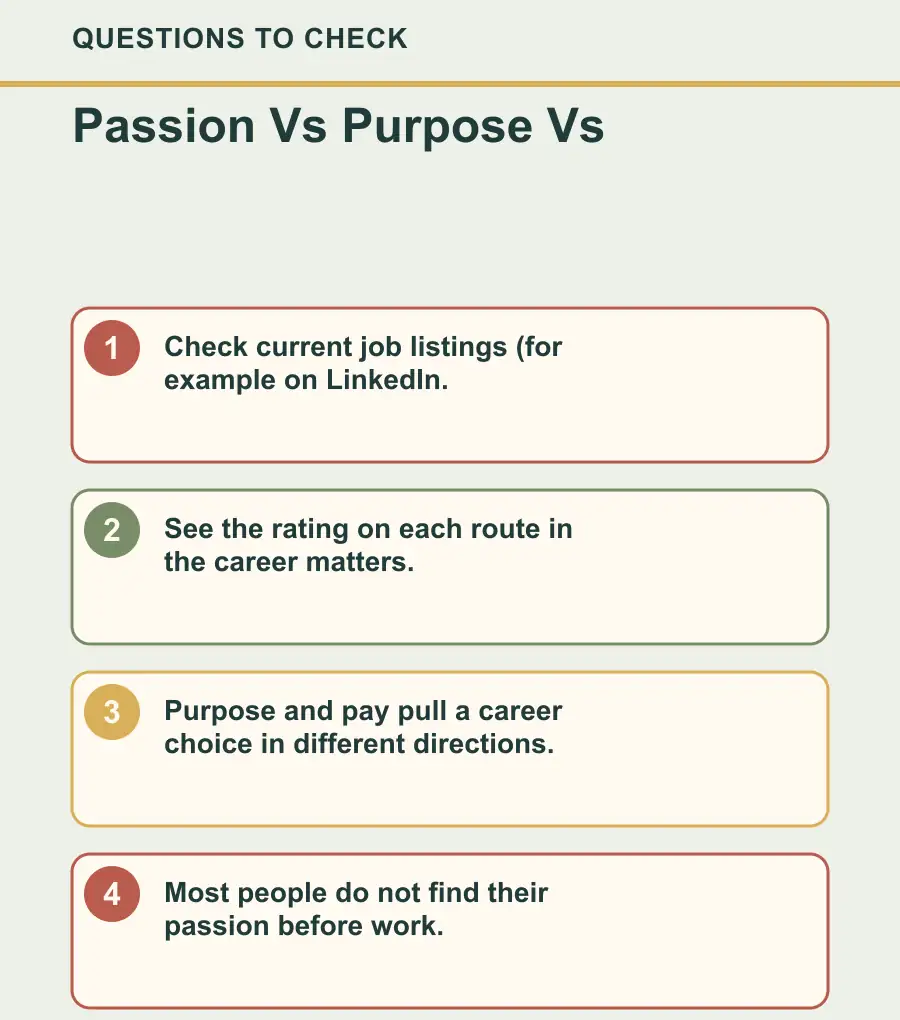 QUESTIONS TO CHECK
Passion Vs Purpose Vs
1
Check current job listings (for
example on LinkedIn.
2
See the rating on each route in
the career matters.
3
Purpose and pay pull a career
choice in different directions.
4
Most people do not find their
passion before work.